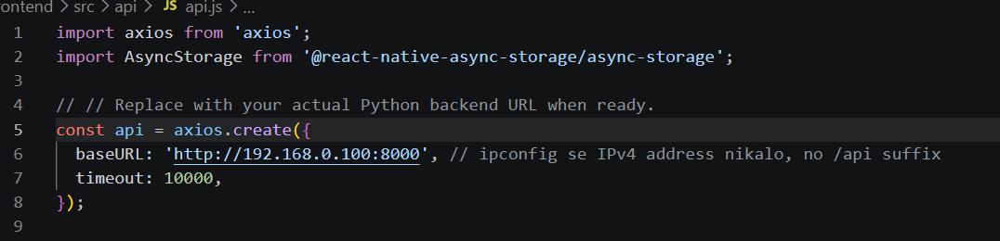 rontend > src > api > JS api.js > ...
1 import axios from 'axios';
2 import AsyncStorage from '@react-native-async-storage/async-storage';
3
4 // // Replace with your actual Python backend URL when ready.
5 const api = axios.create({
6   baseURL: 'http://192.168.0.100:8000', // ipconfig se IPv4 address nikalo, no /api suffix
7   timeout: 10000,
8 });
9